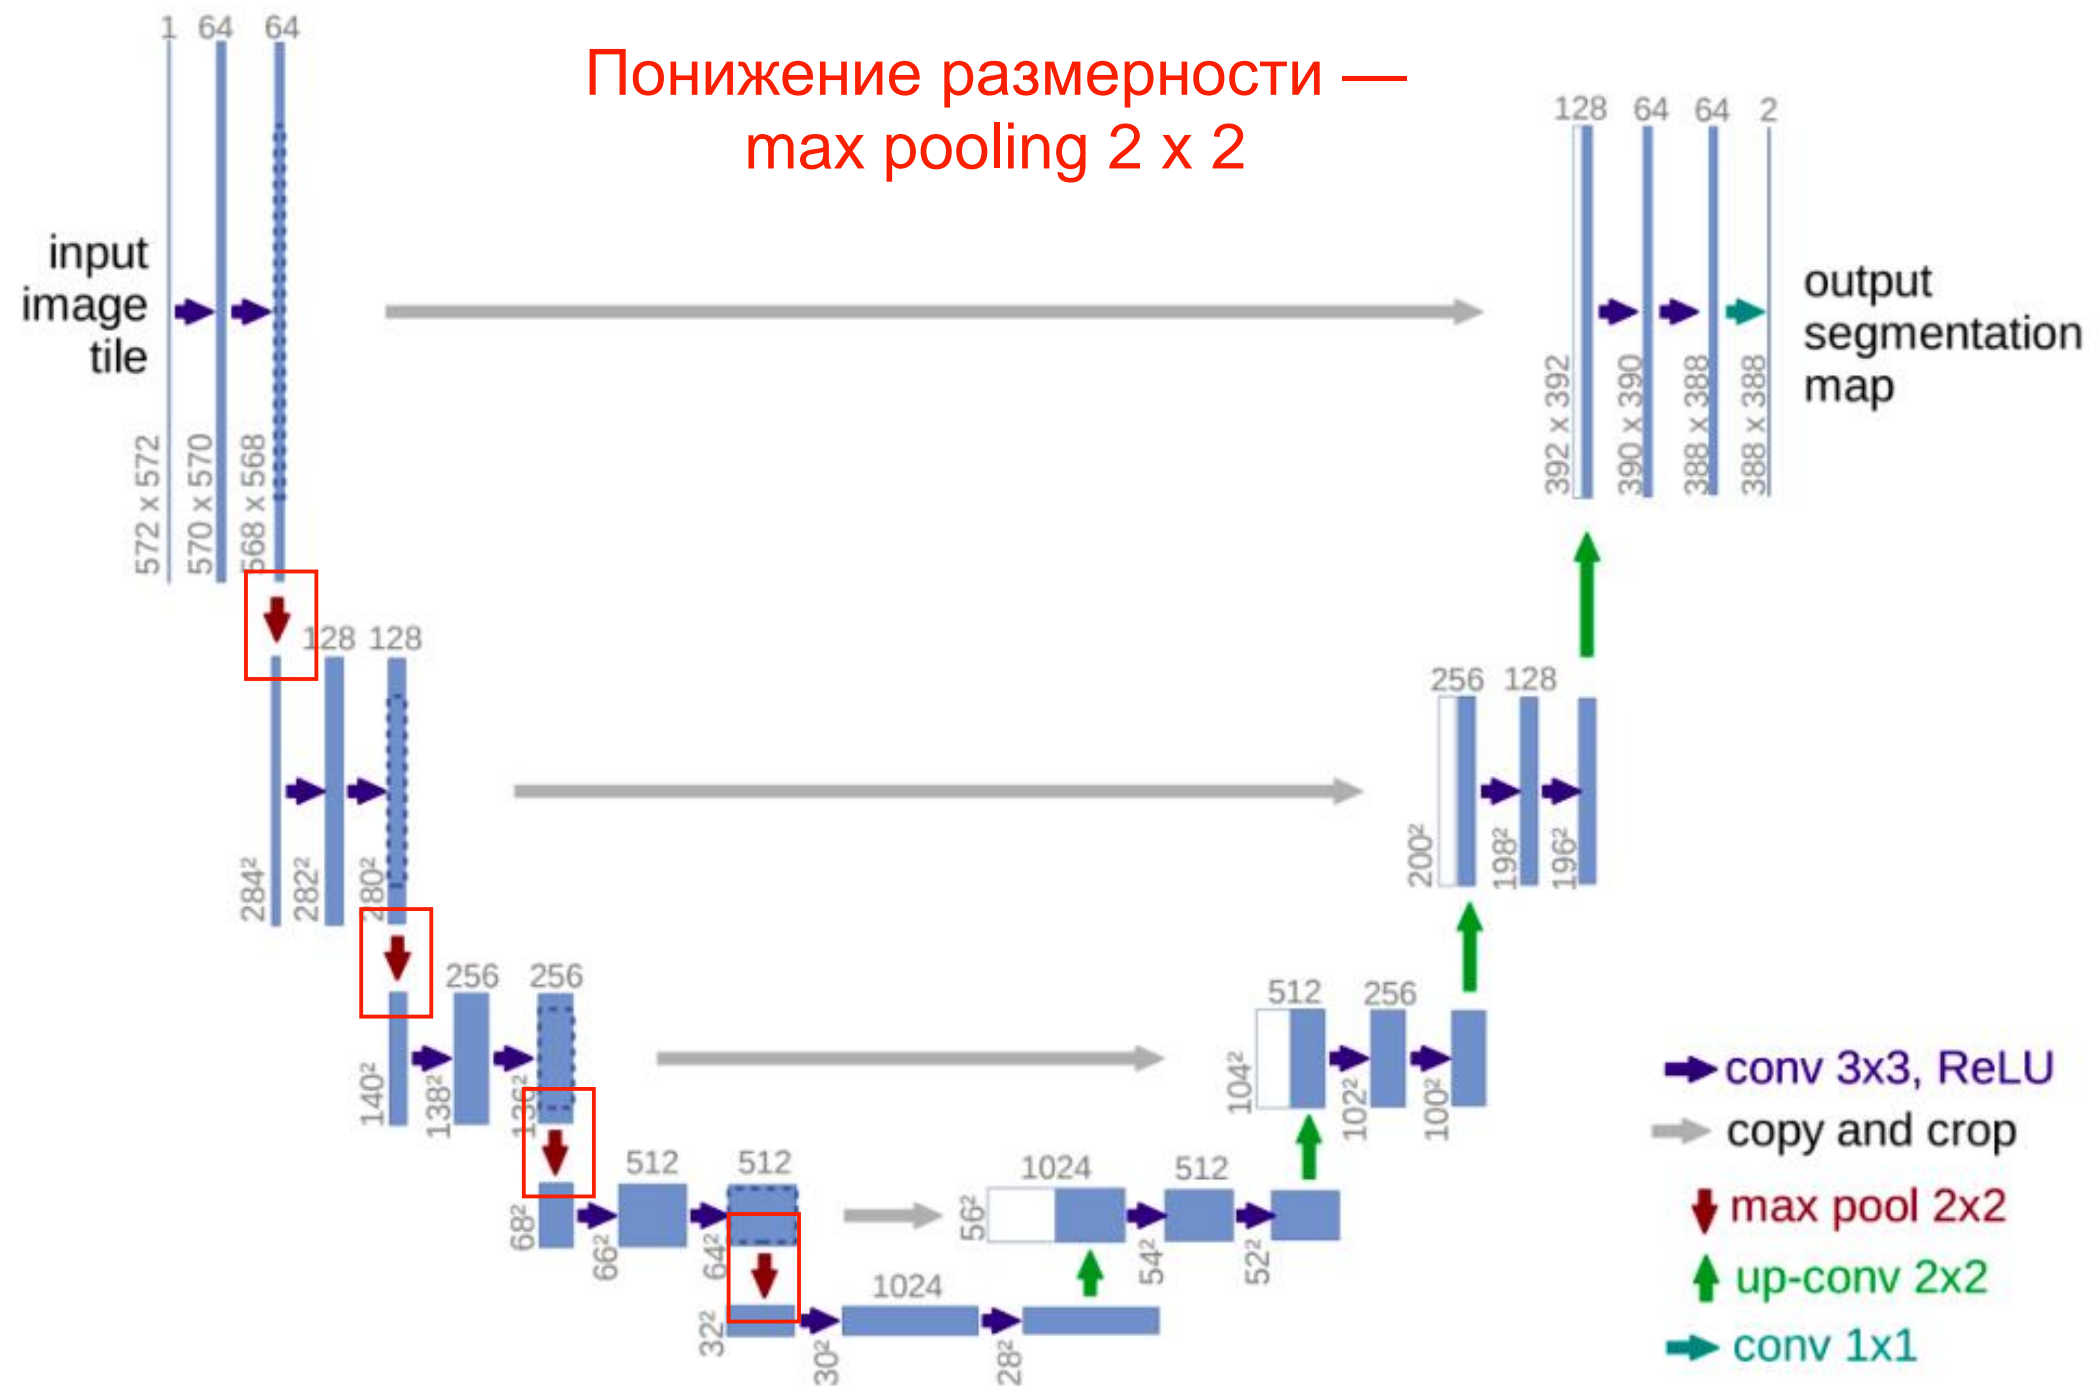 Понижение размерности —
max pooling 2 x 2
1 64 64
128 64 64 2
input
image
tile
output
segmentation
map
572 x 572
570 x 570
568 x 568
392 x 392
390 x 390
388 x 388
388 x 388
128 128
256 128
284²
282²
280²
200²
198²
196²
256 256
512 256
140²
138²
136²
104²
102²
100²
512 512
1024 512
68²
66²
64²
56²
54²
52²
1024
32²
30²
28²
conv 3x3, ReLU
copy and crop
max pool 2x2
up-conv 2x2
conv 1x1